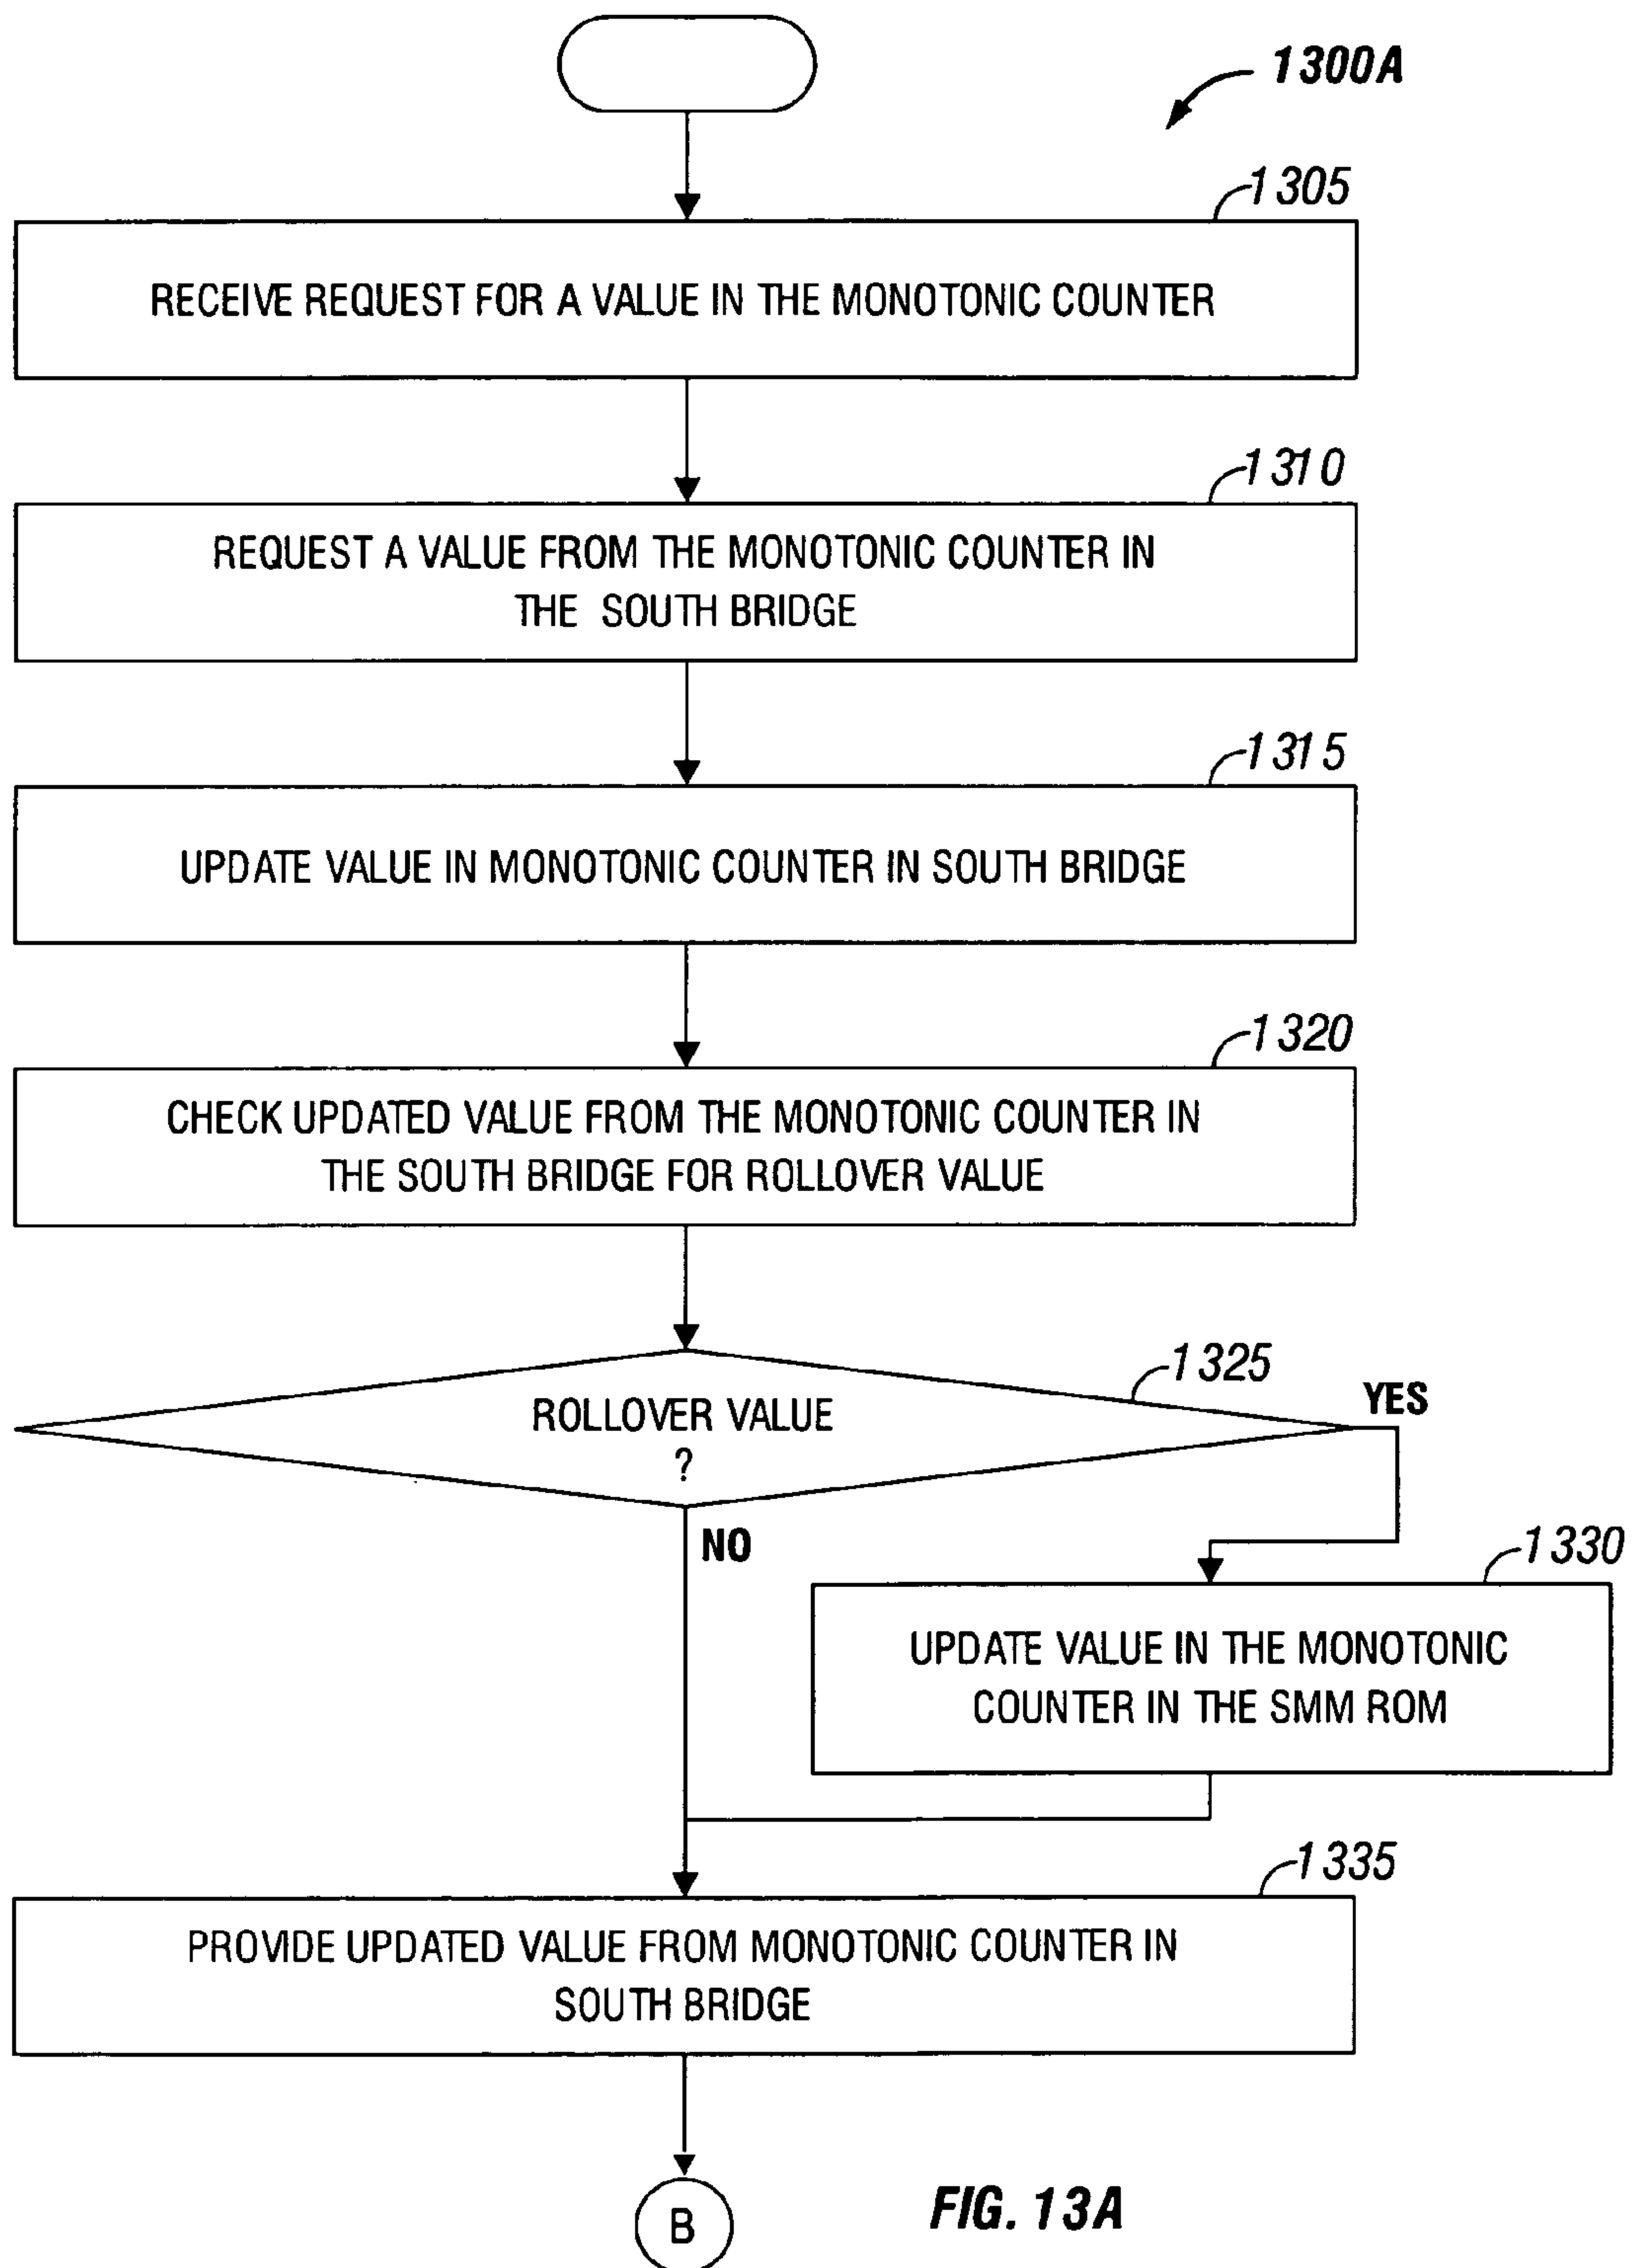 1300A
1305
RECEIVE REQUEST FOR A VALUE IN THE MONOTONIC COUNTER
1310
REQUEST A VALUE FROM THE MONOTONIC COUNTER IN
THE SOUTH BRIDGE
1315
UPDATE VALUE IN MONOTONIC COUNTER IN SOUTH BRIDGE
1320
CHECK UPDATED VALUE FROM THE MONOTONIC COUNTER IN
THE SOUTH BRIDGE FOR ROLLOVER VALUE
1325
YES
ROLLOVER VALUE
?
NO
1330
UPDATE VALUE IN THE MONOTONIC
COUNTER IN THE SMM ROM
1335
PROVIDE UPDATED VALUE FROM MONOTONIC COUNTER IN
SOUTH BRIDGE
B
FIG. 13A